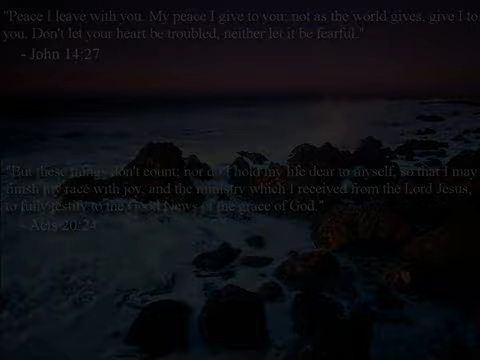 "Peace I leave with you. My peace I give to you; not as the world gives, give I to
you. Don't let your heart be troubled, neither let it be fearful."
- John 14:27
"But these things don't count; nor do I hold my life dear to myself, so that I may
finish my race with joy, and the ministry which I received from the Lord Jesus,
to fully testify to the Good News of the grace of God."
- Acts 20:24